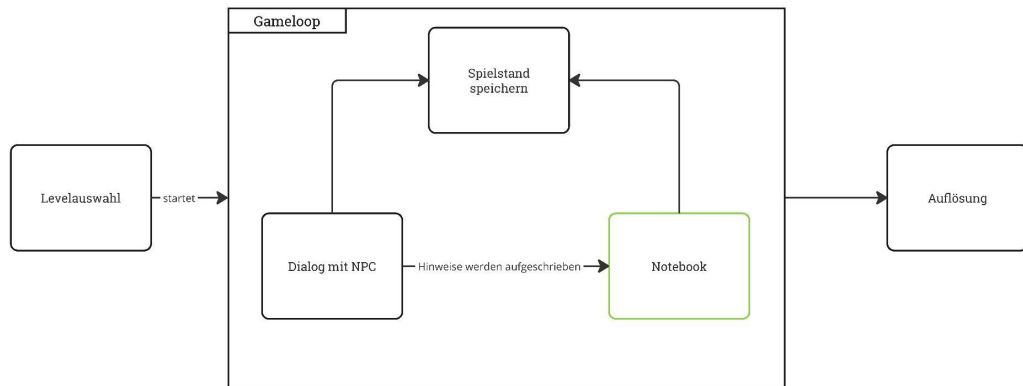 Gameloop
Spielstand
speichern
Levelauswahl
startet
Auflösung
Dialog mit NPC
Hinweise werden aufgeschrieben
Notebook